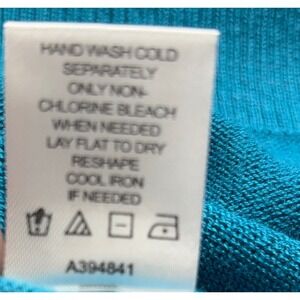 HAND WASH COLD
SEPARATELY
ONLY NON-
CHLORINE BLEACH
WHEN NEEDED
LAY FLAT TO DRY
RESHAPE
COOL IRON
IF NEEDED
A394841